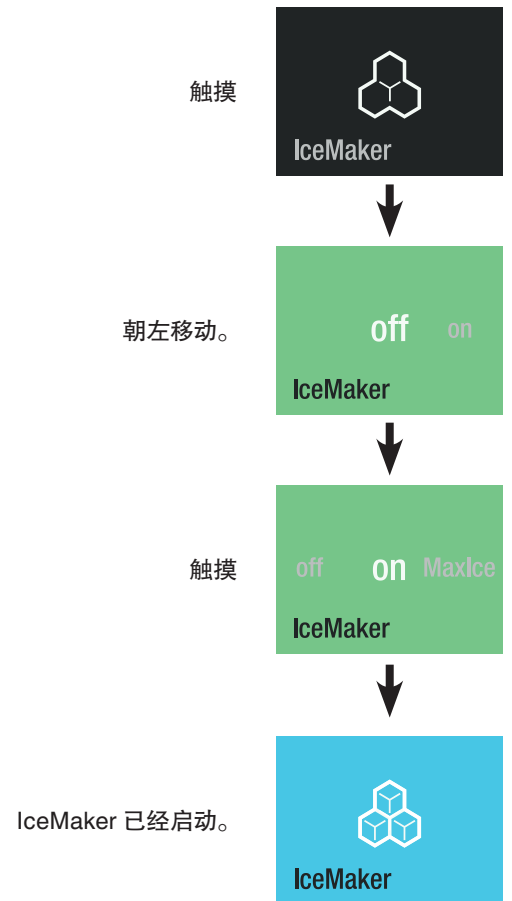 触摸
IceMaker
朝左移动。
off on
IceMaker
触摸
off on MaxIce
IceMaker
IceMaker 已经启动。
IceMaker